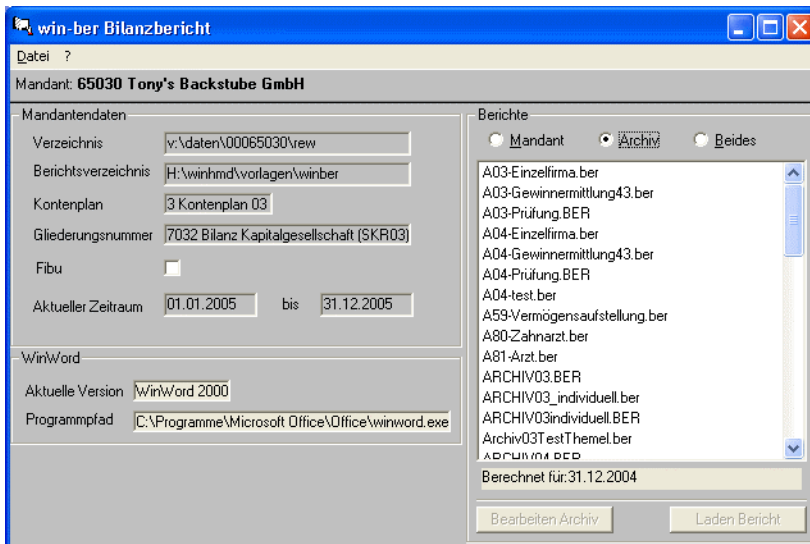 win-ber Bilanzbericht
Datei ?
Mandant: 65030 Tony's Backstube GmbH
Mandantendaten
Verzeichnis v:\daten\00065030\rew
Berichtsverzeichnis H:\winhmd\vorlagen\winber
Kontenplan 3 Kontenplan 03
Gliederungsnummer 7032 Bilanz Kapitalgesellschaft (SKR03)
Fibu
Aktueller Zeitraum 01.01.2005 bis 31.12.2005
WinWord
Aktuelle Version WinWord 2000
Programmpfad C:\Programme\Microsoft Office\Office\winword.exe
Berichte
Mandant Archiv Beides
A03-Einzelfirma.ber
A03-Gewinnermittlung43.ber
A03-Prüfung.BER
A04-Einzelfirma.ber
A04-Gewinnermittlung43.ber
A04-Prüfung.BER
A04-test.ber
A59-Vermögensaufstellung.ber
A80-Zahnarzt.ber
A81-Arzt.ber
ARCHIV03.BER
ARCHIV03_individuell.ber
ARCHIV03individuell.BER
Archiv03TestThemel.ber
ARCHIV04.BER
Berechnet für:31.12.2004
Bearbeiten Archiv Laden Bericht